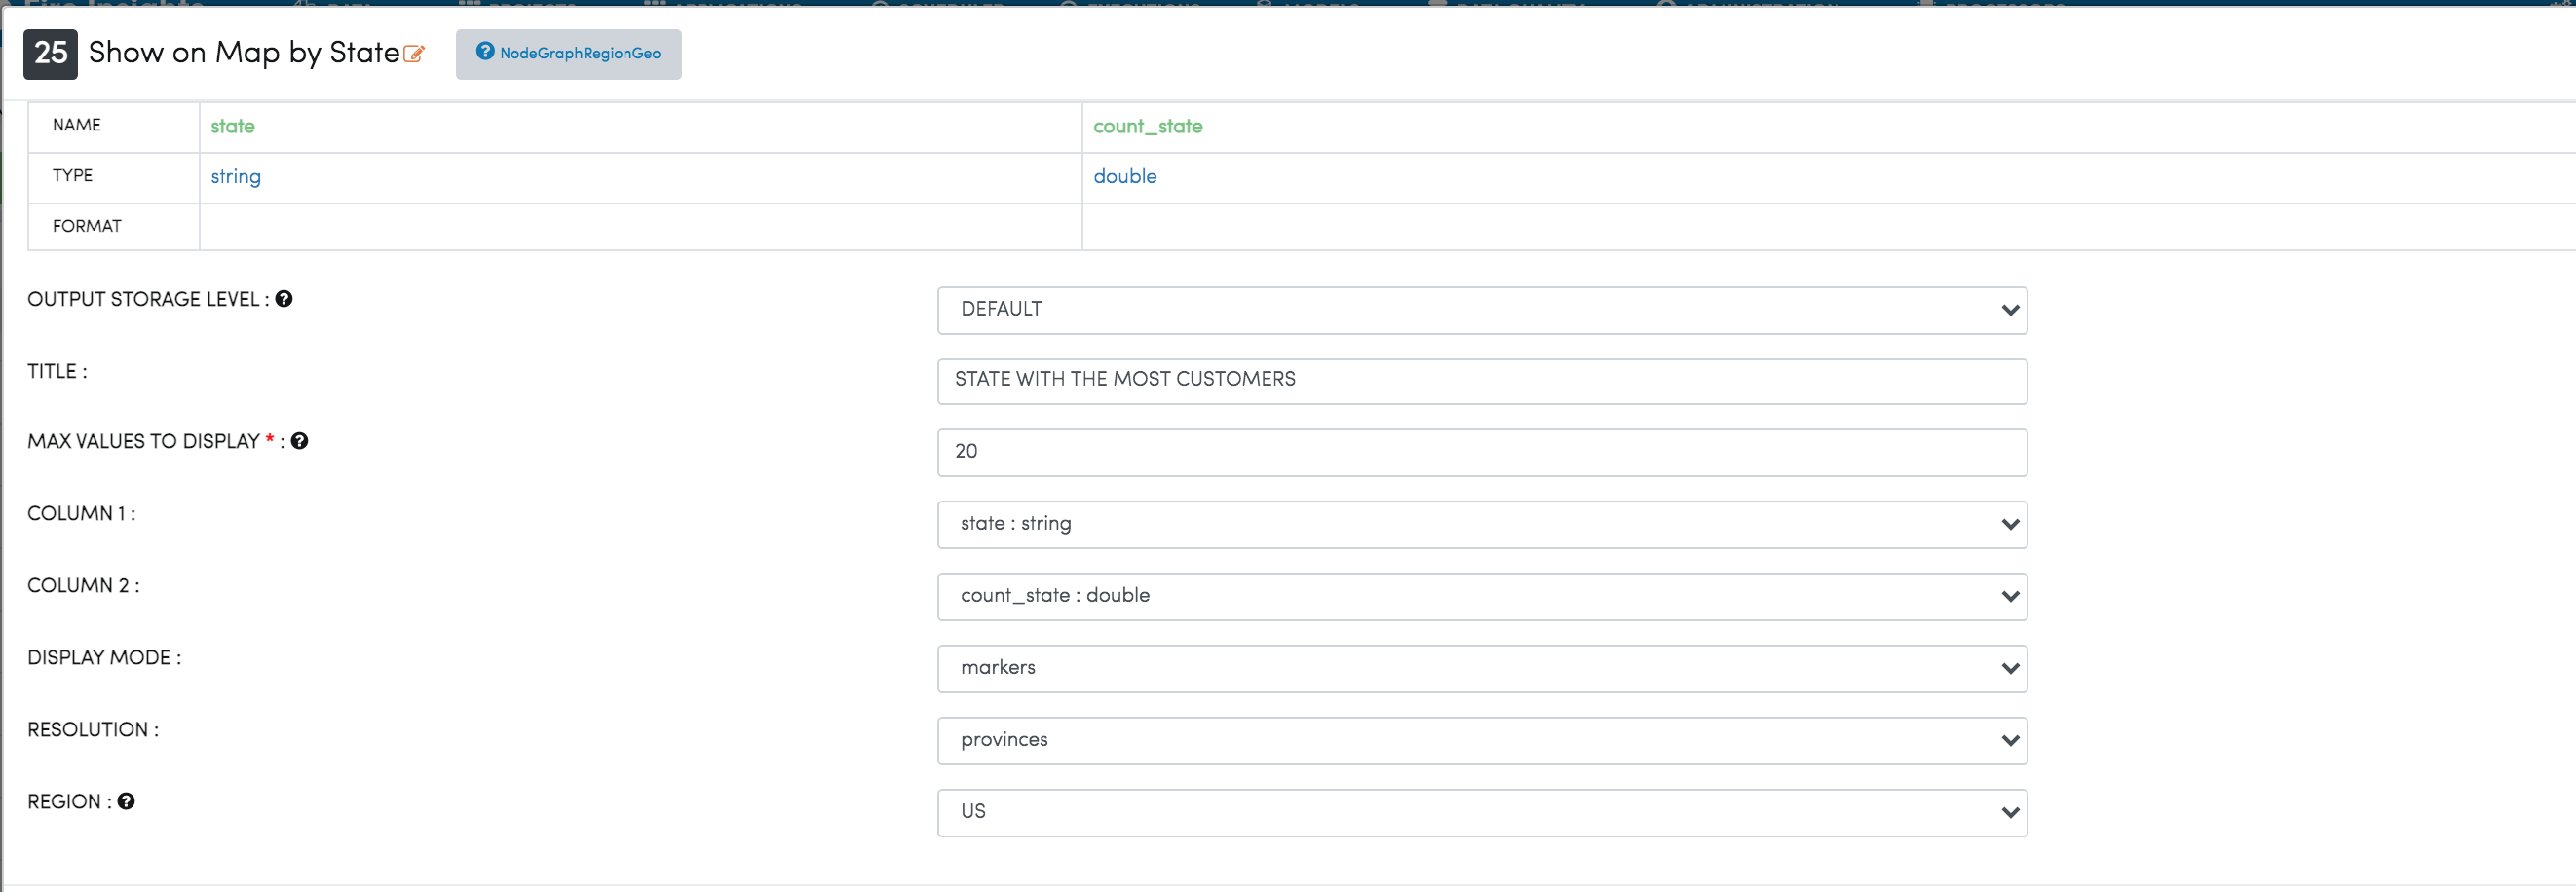 25 Show on Map by State NodeGraphRegionGeo
NAME state count_state
TYPE string double
FORMAT
OUTPUT STORAGE LEVEL : DEFAULT
TITLE : STATE WITH THE MOST CUSTOMERS
MAX VALUES TO DISPLAY * : 20
COLUMN 1 : state : string
COLUMN 2 : count_state : double
DISPLAY MODE : markers
RESOLUTION : provinces
REGION : US